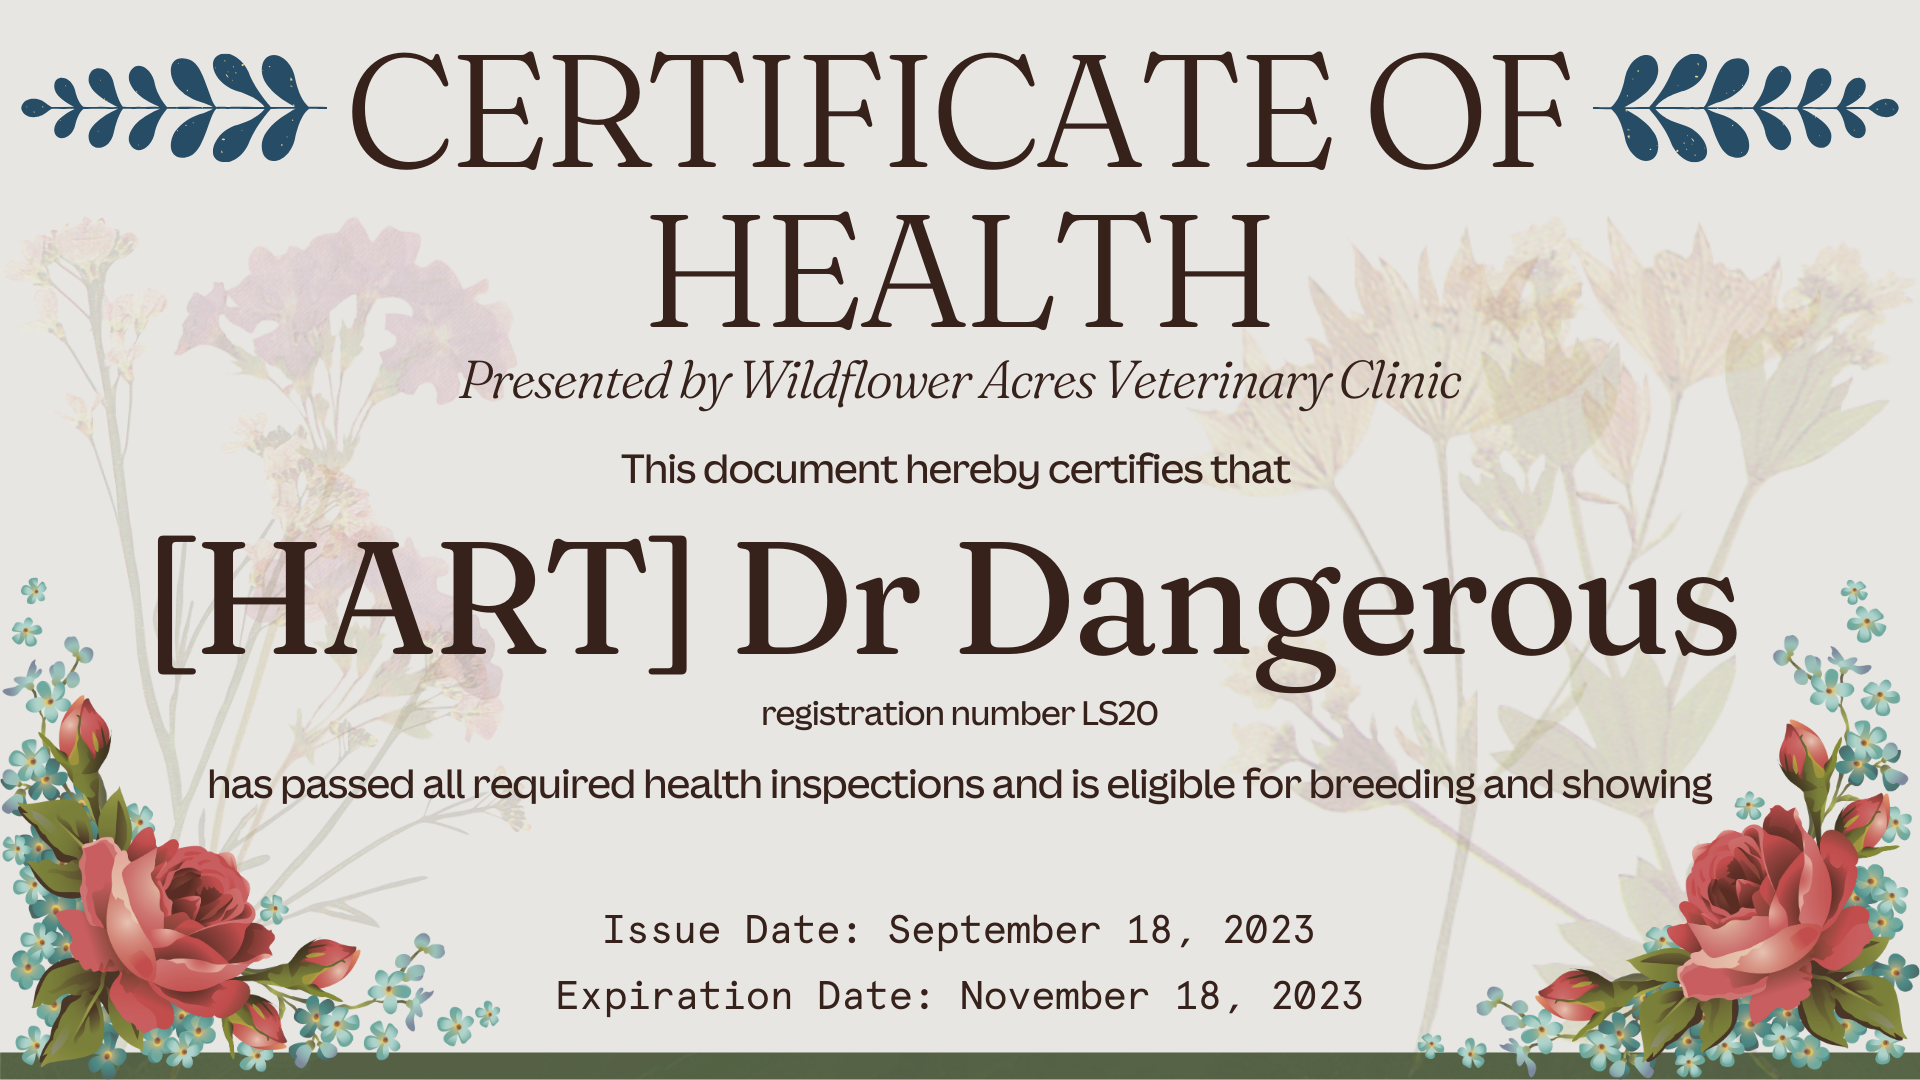 CERTIFICATE OF
HEALTH
Presented by Wildflower Acres Veterinary Clinic
This document hereby certifies that
[HART] Dr Dangerous
registration number LS20
has passed all required health inspections and is eligible for breeding and showing
Issue Date: September 18, 2023
Expiration Date: November 18, 2023